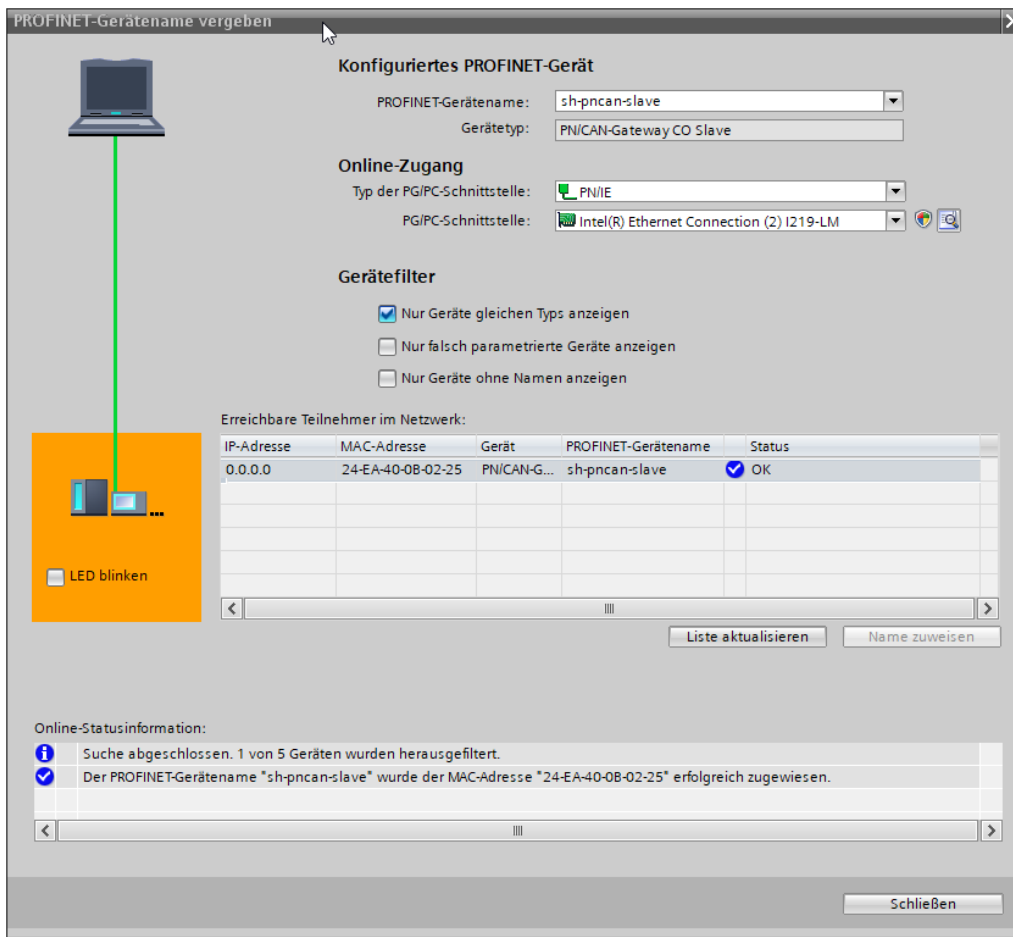 PROFINET-Gerätename vergeben
Konfiguriertes PROFINET-Gerät
PROFINET-Gerätename: sh-pncan-slave
Gerätetyp: PN/CAN-Gateway CO Slave
Online-Zugang
Typ der PG/PC-Schnittstelle: PN/IE
PG/PC-Schnittstelle: Intel(R) Ethernet Connection (2) I219-LM
Gerätefilter
Nur Geräte gleichen Typs anzeigen
Nur falsch parametrierte Geräte anzeigen
Nur Geräte ohne Namen anzeigen
Erreichbare Teilnehmer im Netzwerk:
IP-Adresse MAC-Adresse Gerät PROFINET-Gerätename Status
0.0.0.0 24-EA-40-0B-02-25 PN/CAN-G... sh-pncan-slave OK
LED blinken
Liste aktualisieren Name zuweisen
Online-Statusinformation:
Suche abgeschlossen. 1 von 5 Geräten wurden herausgefiltert.
Der PROFINET-Gerätename "sh-pncan-slave" wurde der MAC-Adresse "24-EA-40-0B-02-25" erfolgreich zugewiesen.
Schließen